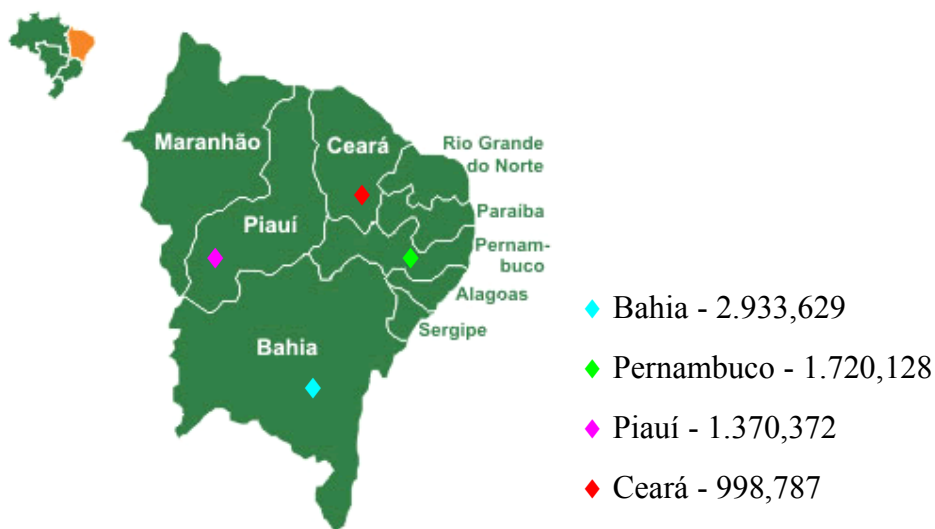 Maranhão
Ceará
Rio Grande
do Norte
Paraíba
Piauí
Pernam-
buco
Alagoas
Sergipe
Bahia
Bahia - 2.933,629
Pernambuco - 1.720,128
Piauí - 1.370,372
Ceará - 998,787